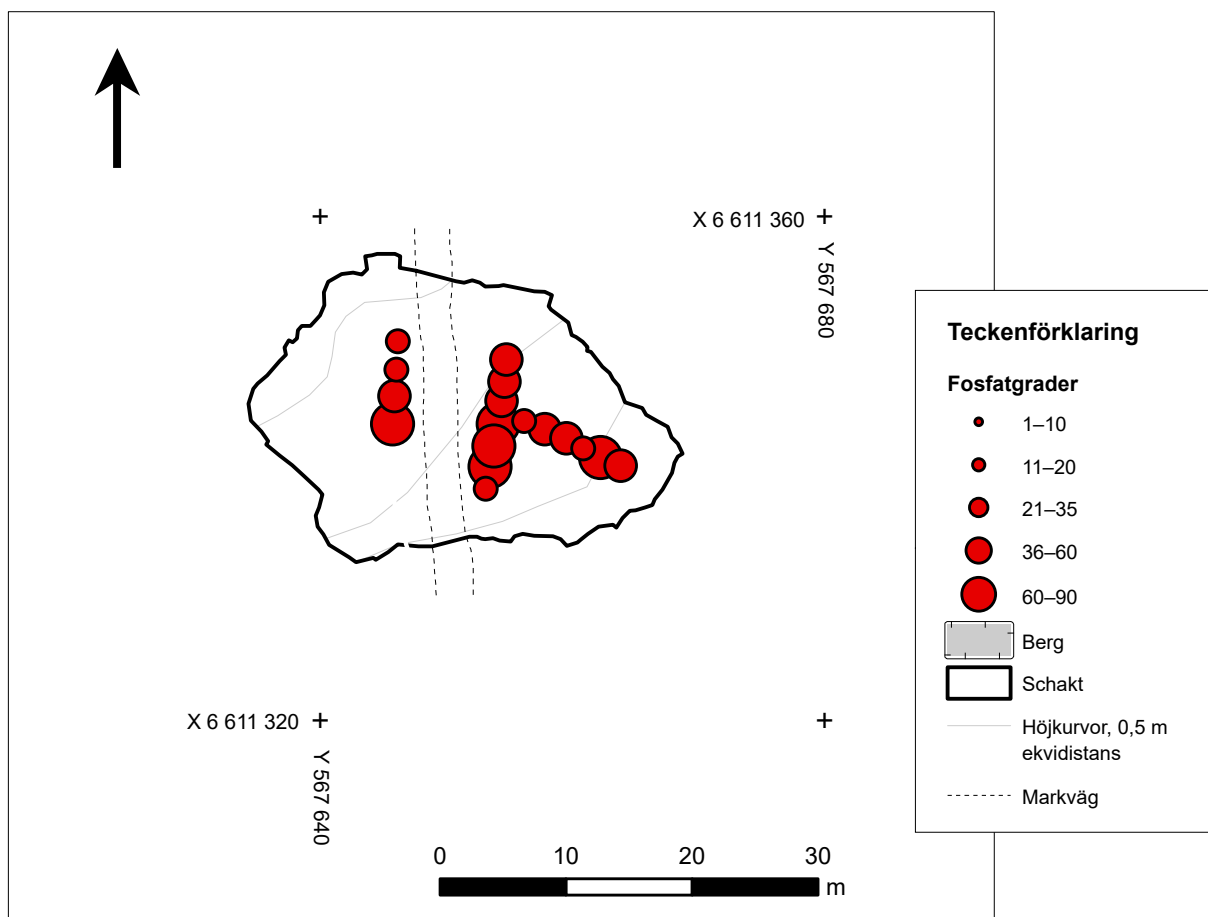 X 6 611 360
Y 567 680
X 6 611 320
Y 567 640
0 10 20 30
m
Teckenförklaring
Fosfatgrader
1–10
11–20
21–35
36–60
60–90
Berg
Schakt
Höjkurvor, 0,5 m
ekvidistans
Markväg